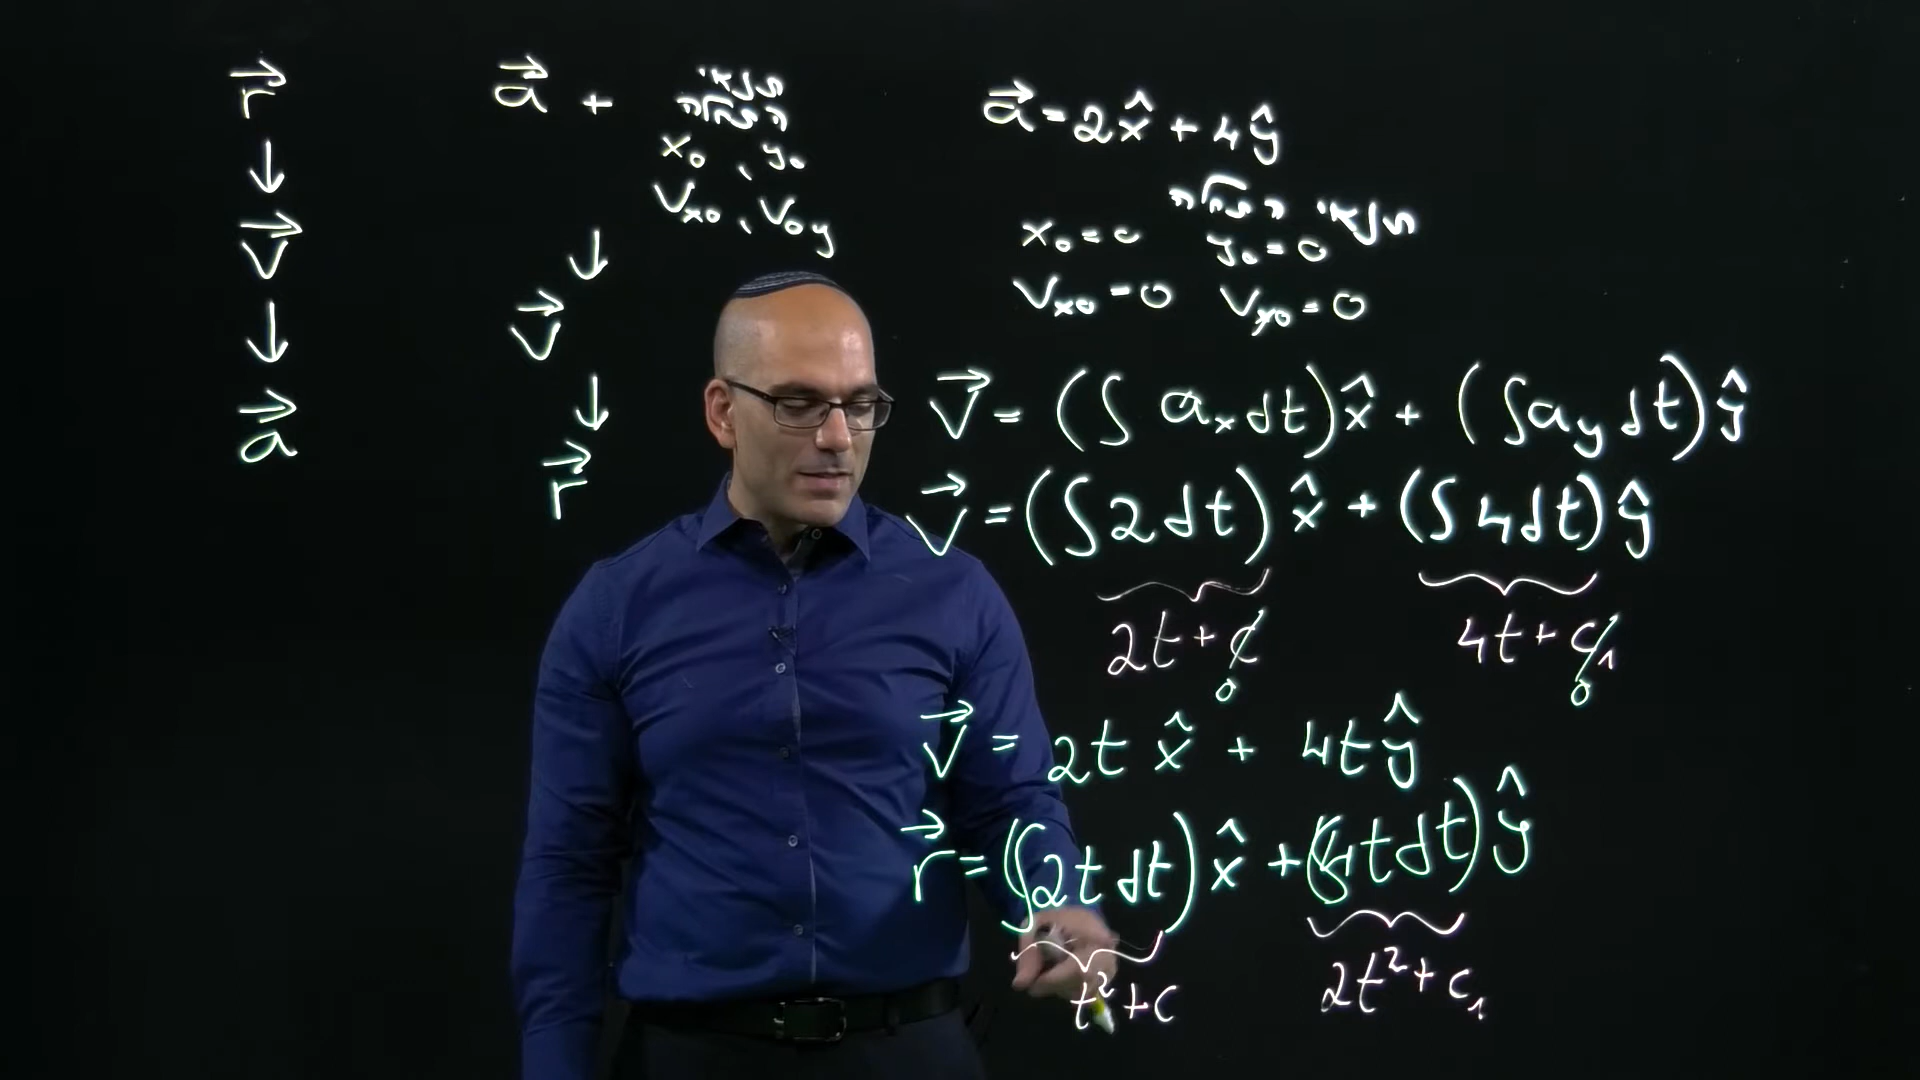 r⃗
↓
v⃗
↓
a⃗
a⃗ + תנאי
התחלה
x₀ , y₀
Vₓ₀ , V₀y
↓
v⃗
↓
r⃗
a⃗ = 2x̂ + 4ŷ
תנאי התחלה
x₀ = 0 y₀ = 0
Vₓ₀ = 0 Vy₀ = 0
v⃗ = (∫ aₓ dt) x̂ + (∫ ay dt) ŷ
v⃗ = (∫ 2 dt) x̂ + (∫ 4 dt) ŷ
2t + c 4t + c₁
0 0
v⃗ = 2t x̂ + 4t ŷ
r⃗ = (∫ 2t dt) x̂ + (∫ 4t dt) ŷ
t² + c 2t² + c₁